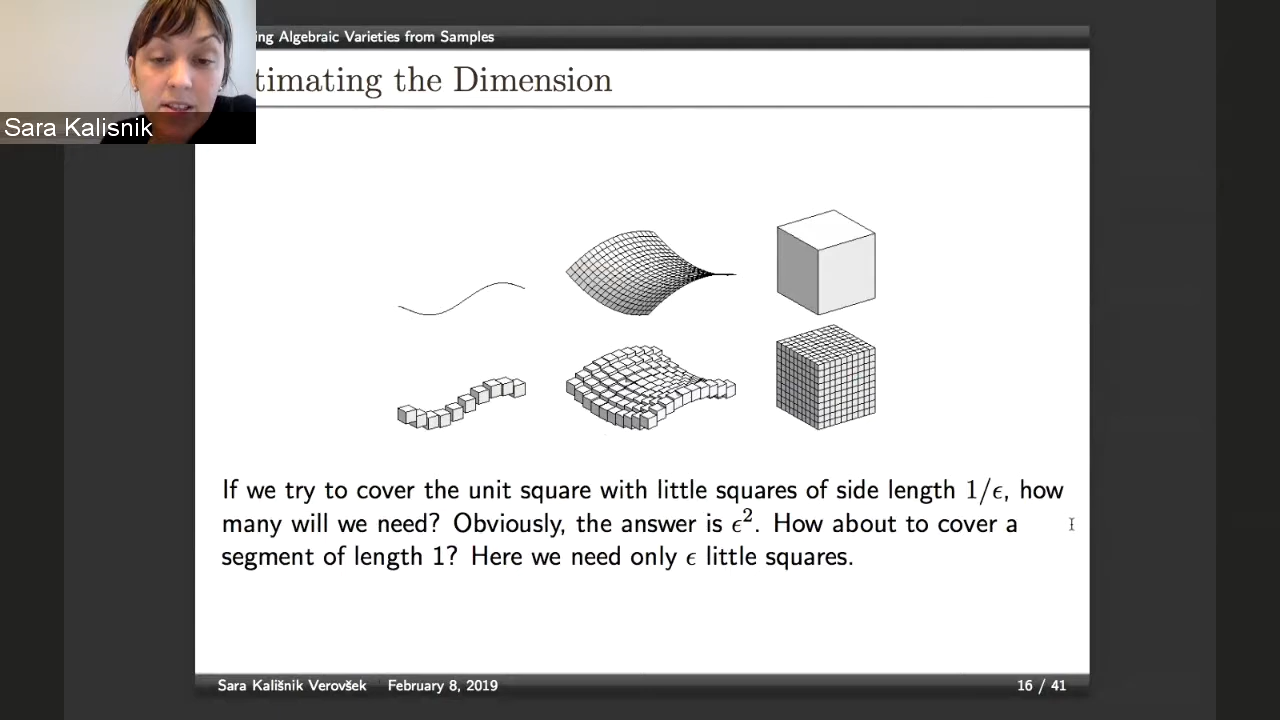 ing Algebraic Varieties from Samples
timating the Dimension
Sara Kalisnik
If we try to cover the unit square with little squares of side length 1/ϵ, how
many will we need? Obviously, the answer is ϵ². How about to cover a
segment of length 1? Here we need only ϵ little squares.
Sara Kališnik Verovšek February 8, 2019 16 / 41